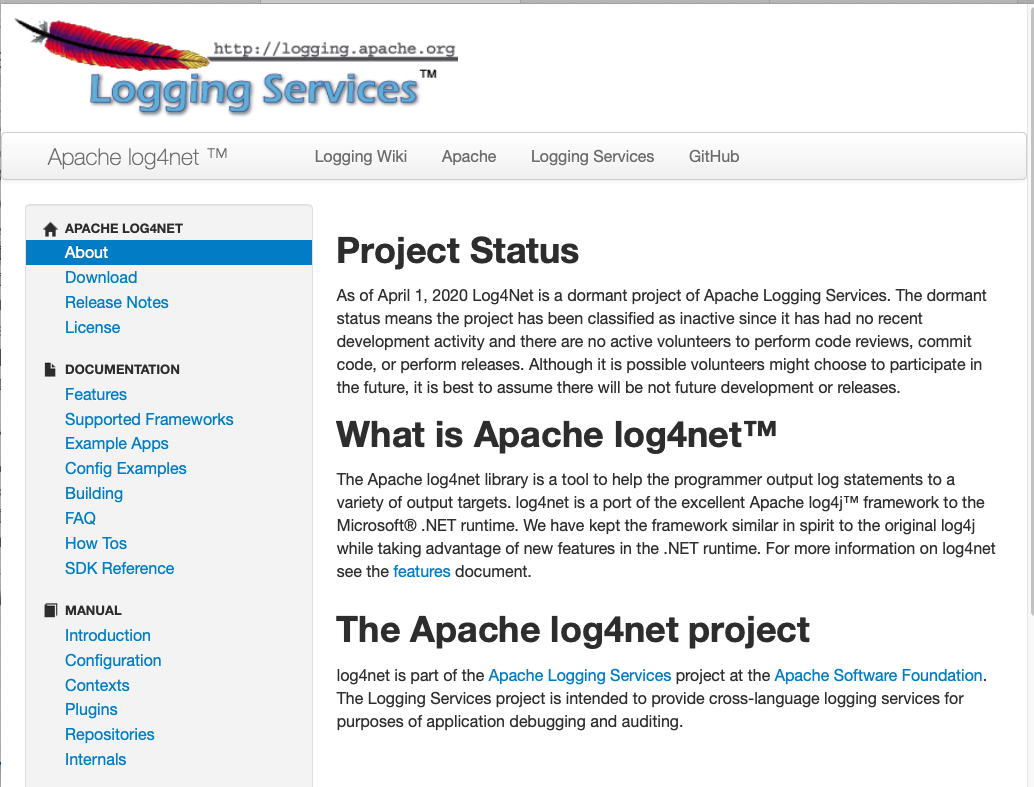 http://logging.apache.org
Logging Services™
Apache log4net ™
Logging Wiki
Apache
Logging Services
GitHub
APACHE LOG4NET
About
Download
Release Notes
License
DOCUMENTATION
Features
Supported Frameworks
Example Apps
Config Examples
Building
FAQ
How Tos
SDK Reference
MANUAL
Introduction
Configuration
Contexts
Plugins
Repositories
Internals
Project Status
As of April 1, 2020 Log4Net is a dormant project of Apache Logging Services. The dormant
status means the project has been classified as inactive since it has had no recent
development activity and there are no active volunteers to perform code reviews, commit
code, or perform releases. Although it is possible volunteers might choose to participate in
the future, it is best to assume there will be not future development or releases.
What is Apache log4net™
The Apache log4net library is a tool to help the programmer output log statements to a
variety of output targets. log4net is a port of the excellent Apache log4j™ framework to the
Microsoft® .NET runtime. We have kept the framework similar in spirit to the original log4j
while taking advantage of new features in the .NET runtime. For more information on log4net
see the features document.
The Apache log4net project
log4net is part of the Apache Logging Services project at the Apache Software Foundation.
The Logging Services project is intended to provide cross-language logging services for
purposes of application debugging and auditing.